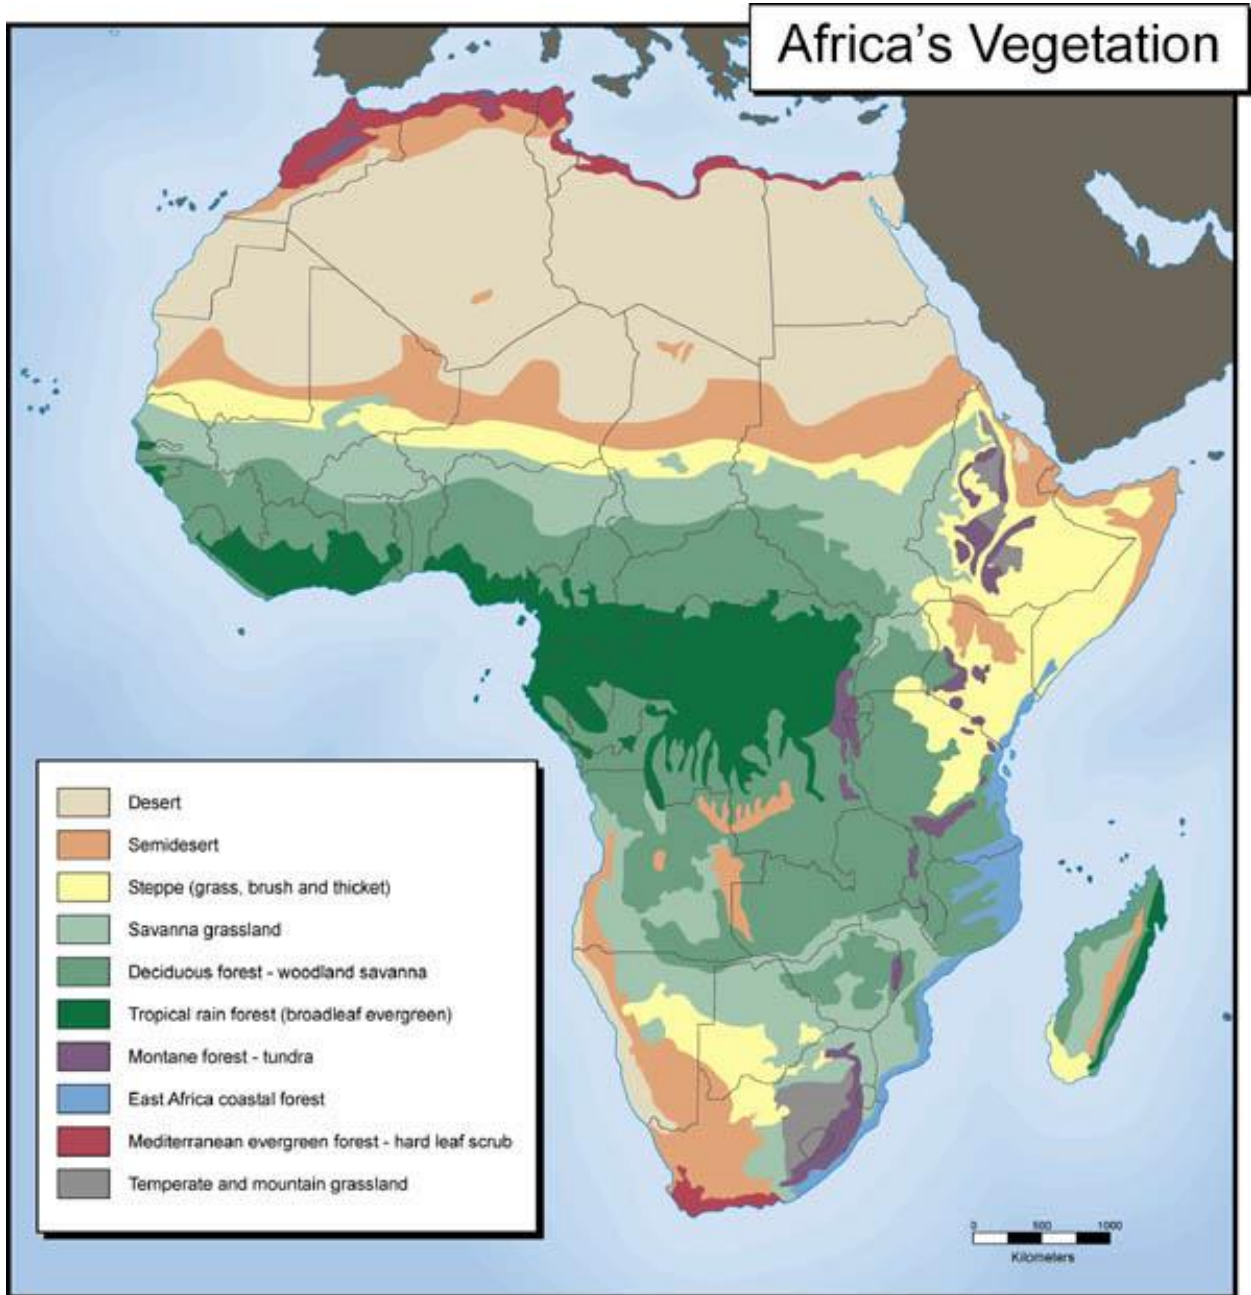 Africa's Vegetation
Desert
Semidesert
Steppe (grass, brush and thicket)
Savanna grassland
Deciduous forest - woodland savanna
Tropical rain forest (broadleaf evergreen)
Montane forest - tundra
East Africa coastal forest
Mediterranean evergreen forest - hard leaf scrub
Temperate and mountain grassland
0 500 1000
Kilometers